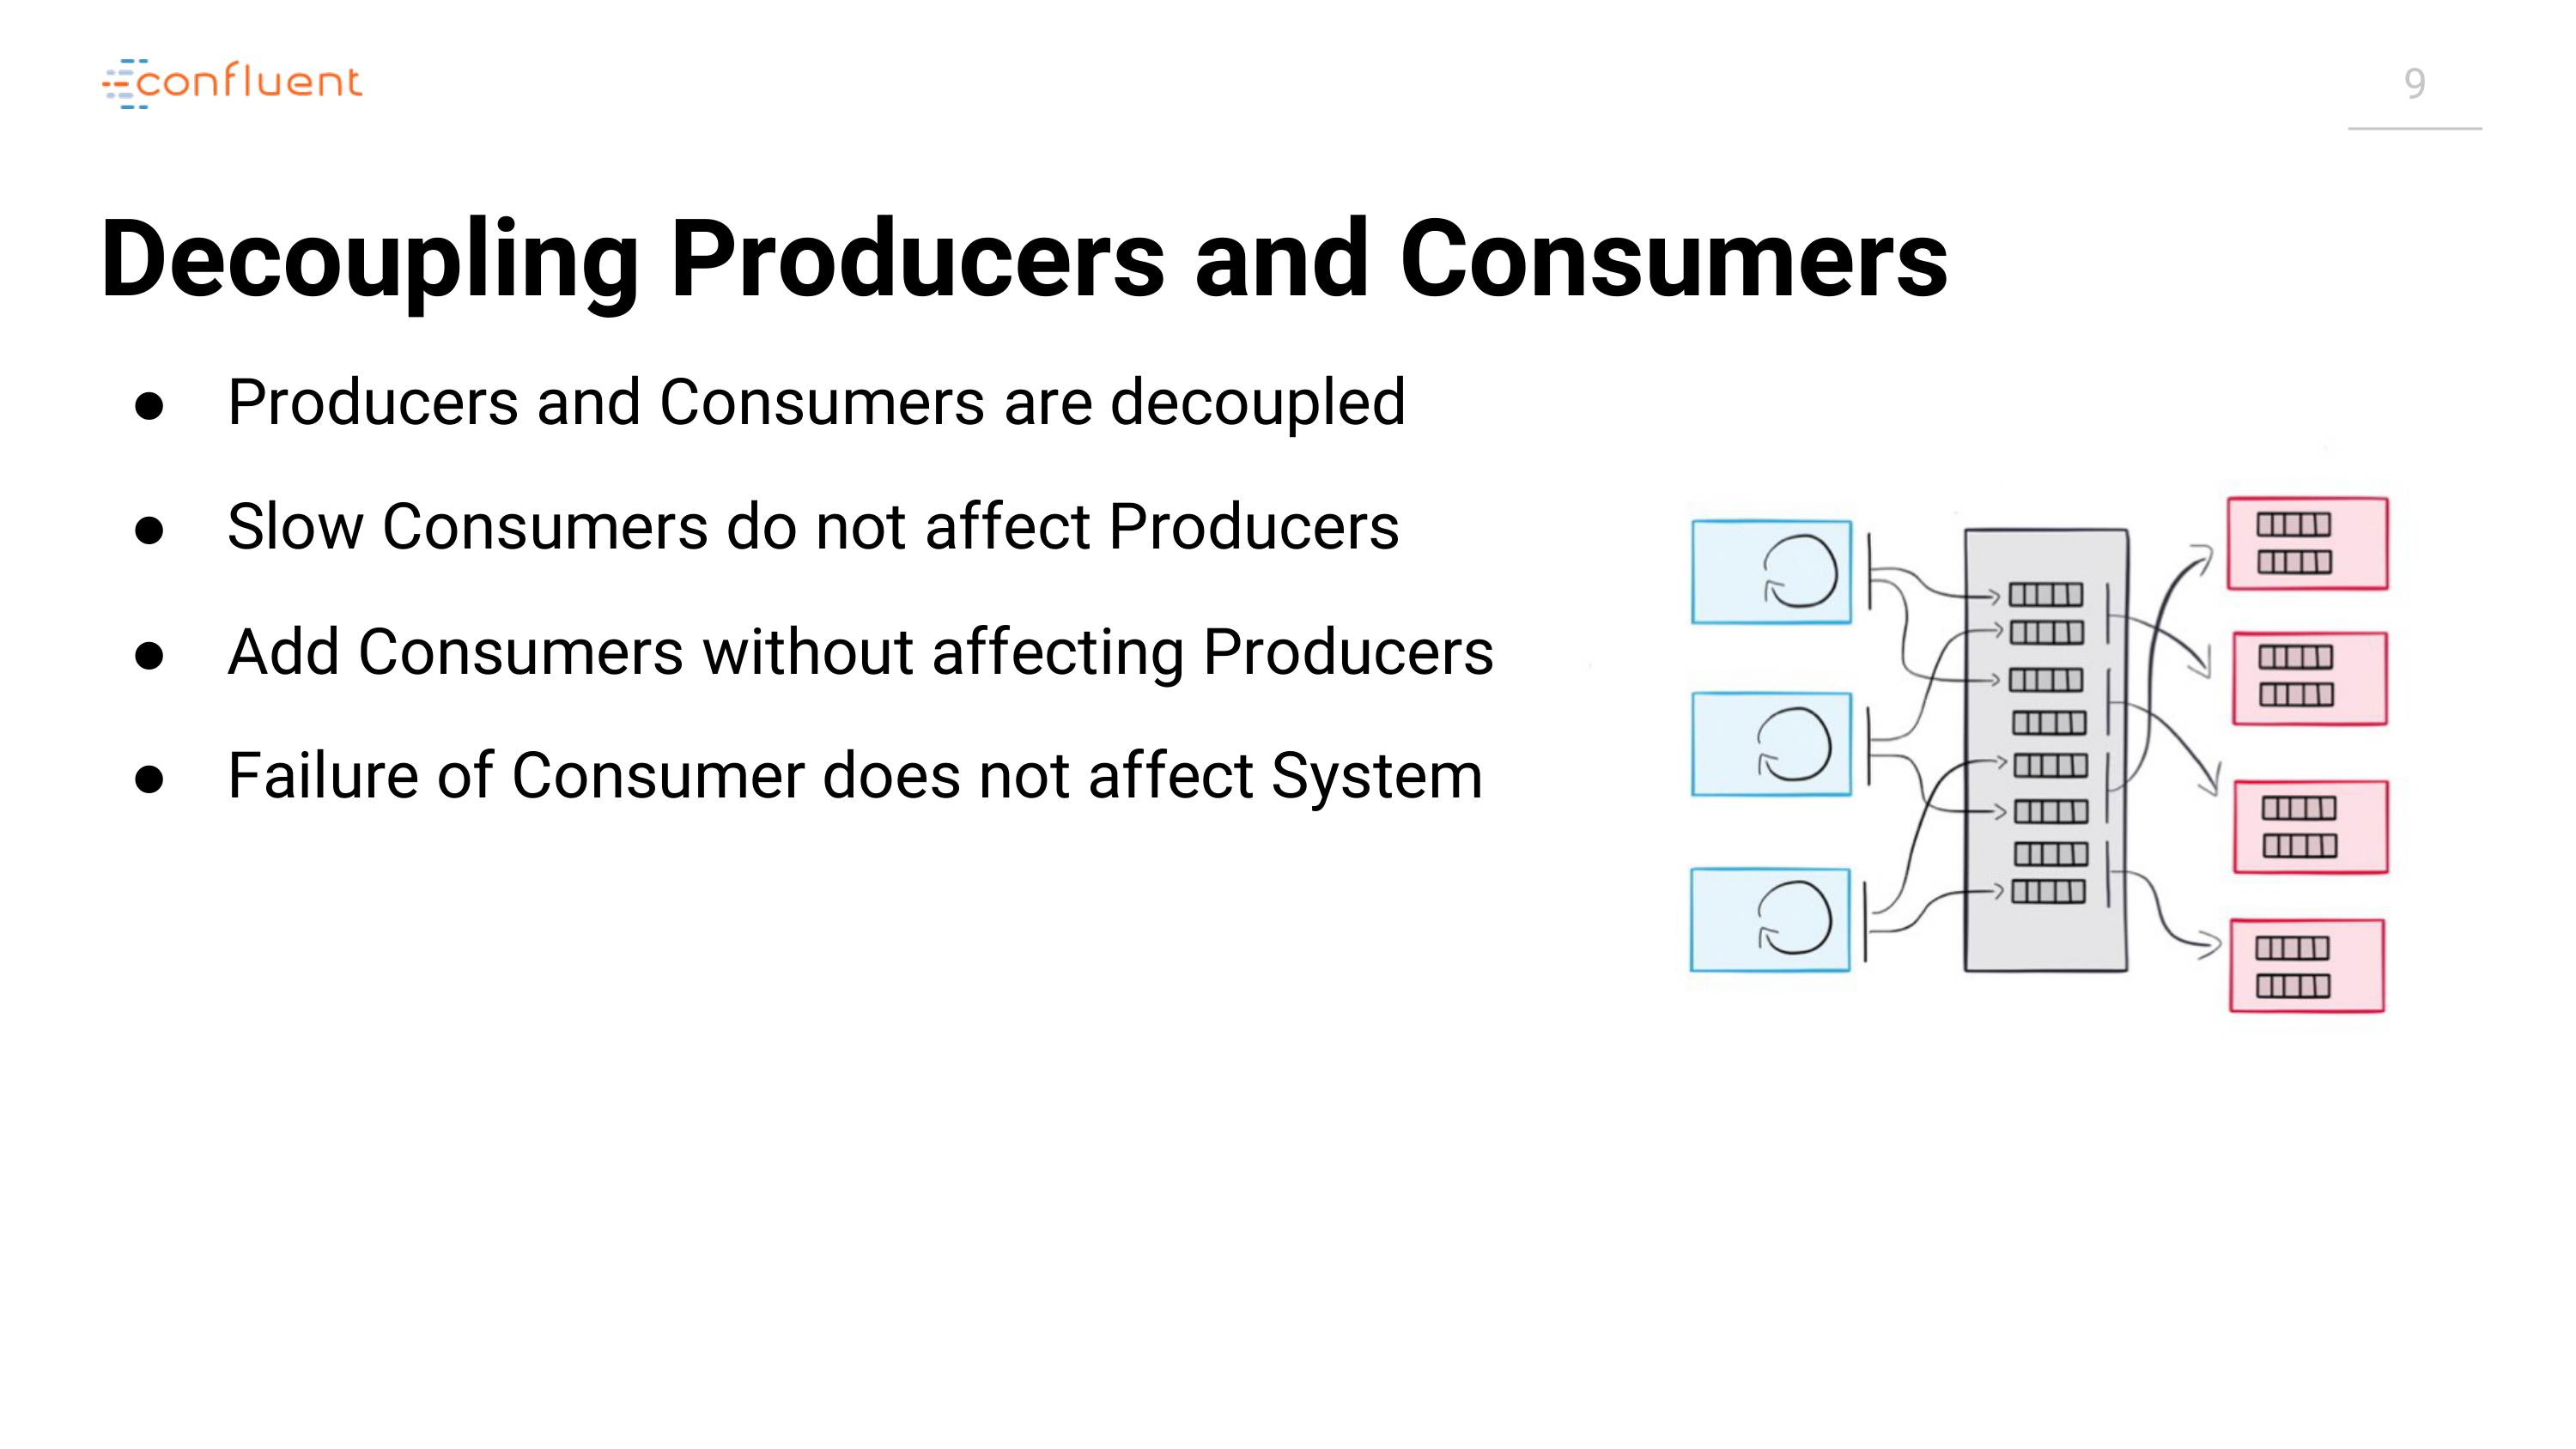 confluent
9
Decoupling Producers and Consumers
● Producers and Consumers are decoupled
● Slow Consumers do not affect Producers
● Add Consumers without affecting Producers
● Failure of Consumer does not affect System